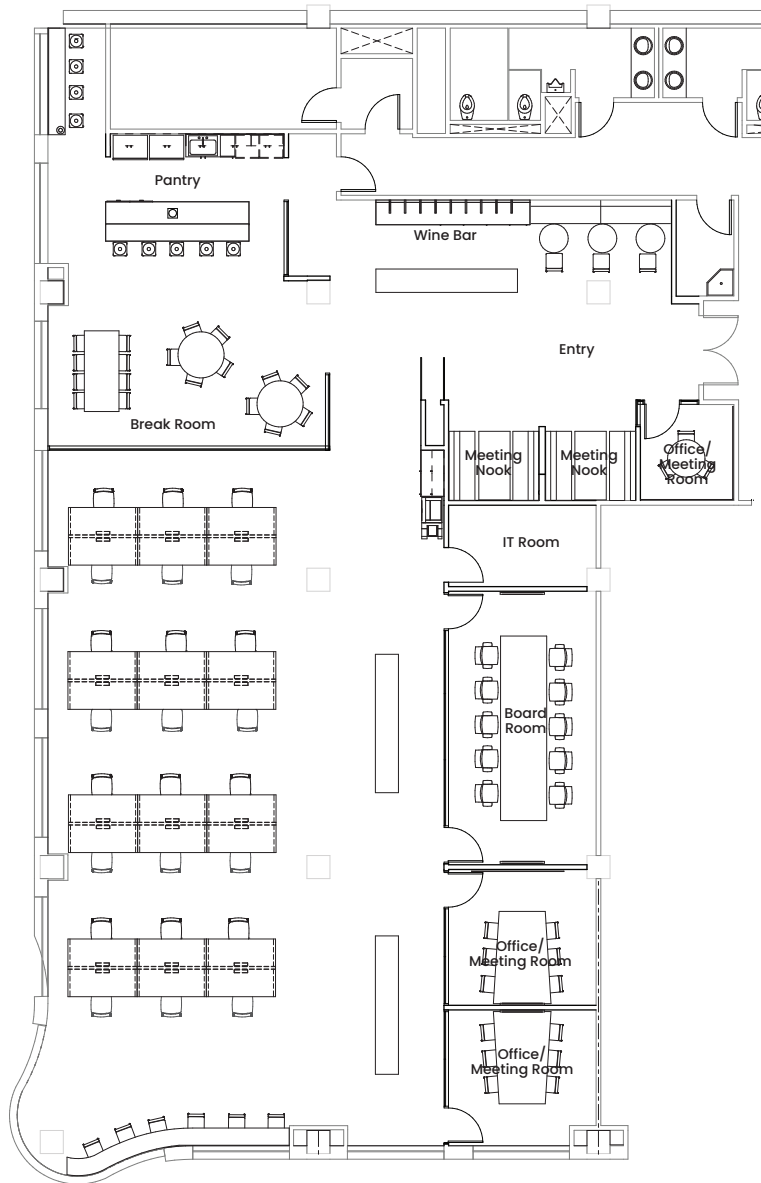 Pantry
Wine Bar
Entry
Break Room
Meeting
Nook
Meeting
Nook
Office/
Meeting
Room
IT Room
Board
Room
Office/
Meeting Room
Office/
Meeting Room